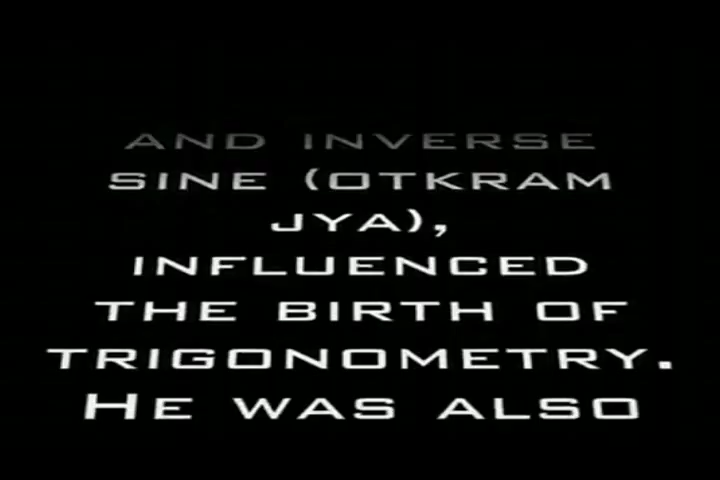 AND INVERSE
SINE (OTKRAM
JYA),
INFLUENCED
THE BIRTH OF
TRIGONOMETRY.
HE WAS ALSO